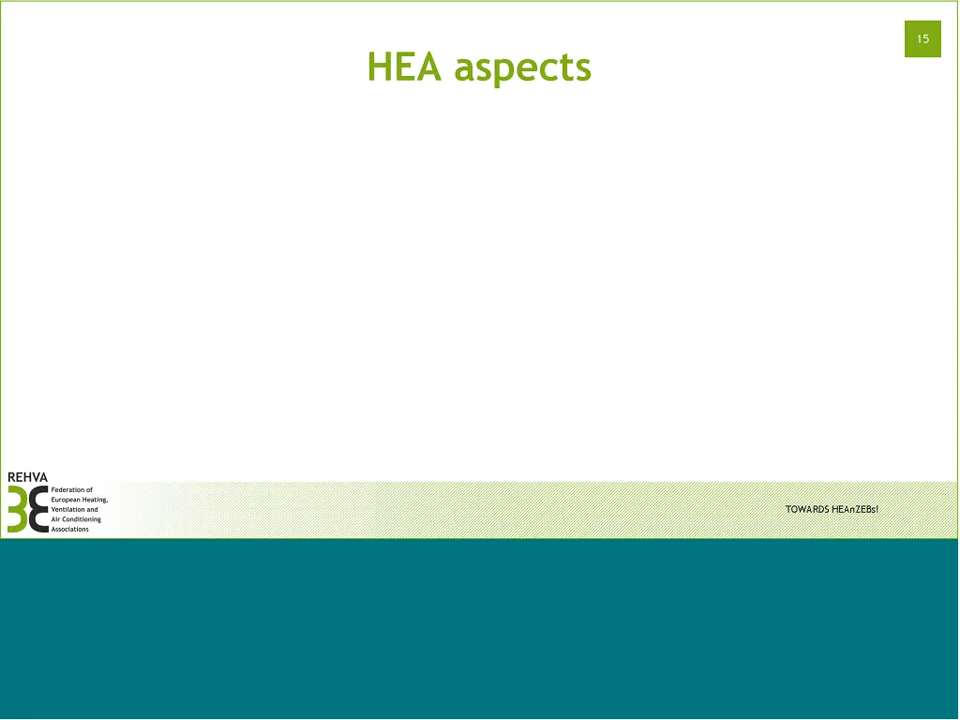 15
HEA aspects
REHVA
Federation of
European Heating,
Ventilation and
Air Conditioning
Associations
TOWARDS HEAnZEBs!